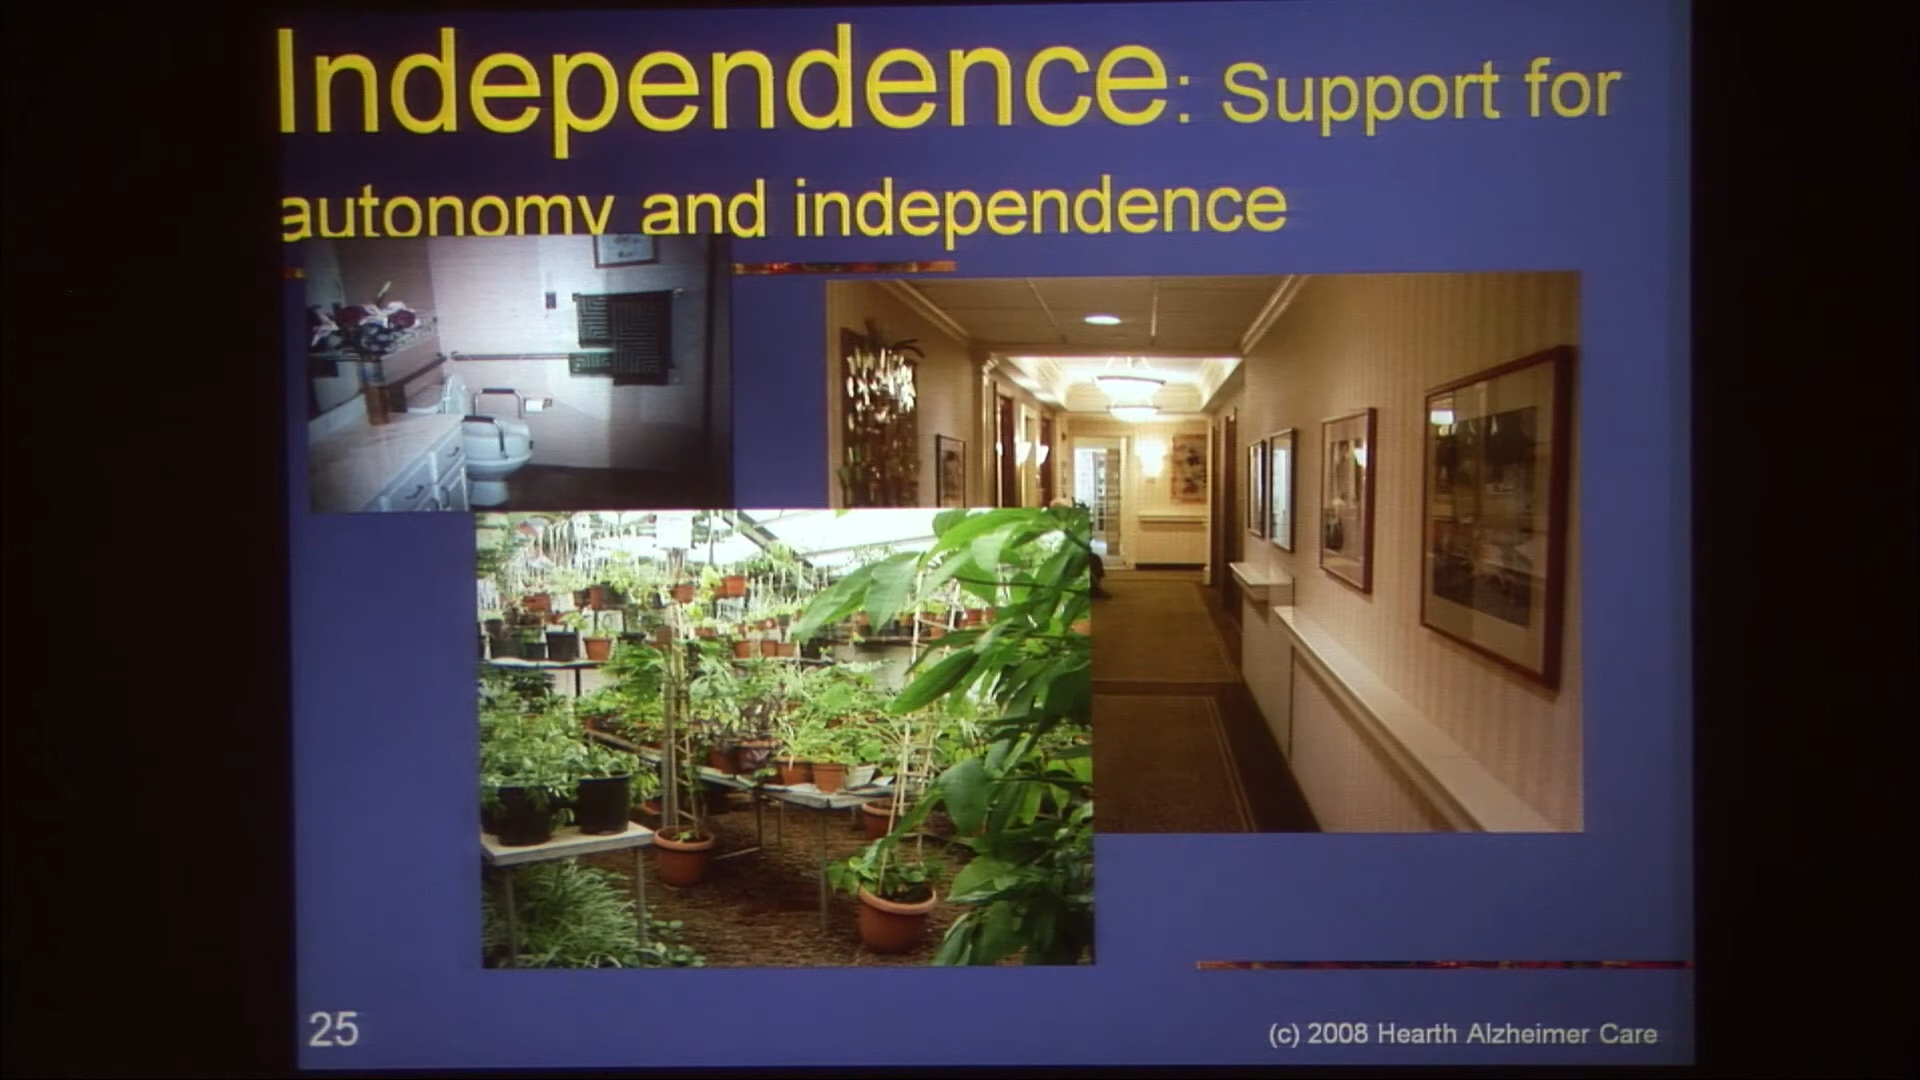 Independence: Support for
autonomy and independence
25
(c) 2008 Hearth Alzheimer Care